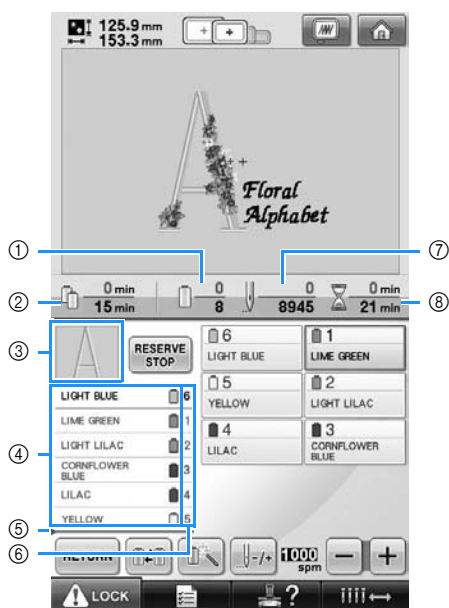 125.9 mm
153.3 mm
Floral
Alphabet
① ⑦
0 min 0 0 0 min
② 15 min 8 8945 21 min ⑧
③ RESERVE STOP
6 LIGHT BLUE
1 LIME GREEN
5 YELLOW
2 LIGHT LILAC
4 LILAC
3 CORNFLOWER BLUE
④
LIGHT BLUE 6
LIME GREEN 1
LIGHT LILAC 2
CORNFLOWER BLUE 3
LILAC 4
YELLOW 5
⑤
⑥
RETURN -/+ 1000 spm − +
LOCK ?